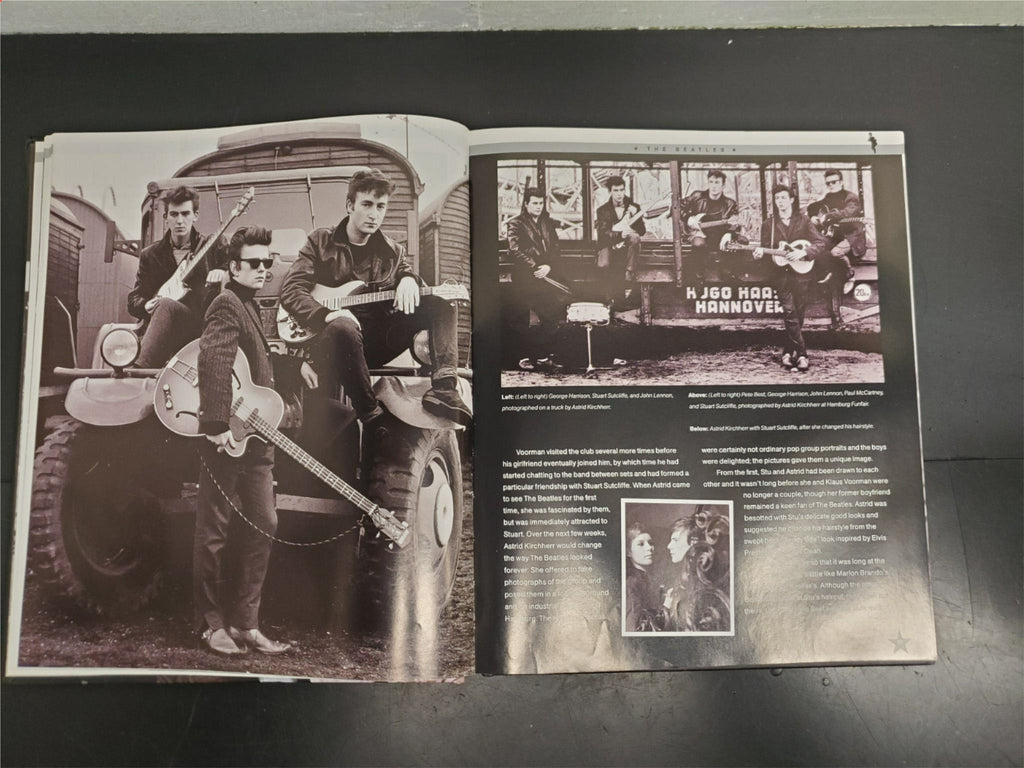 ★ THE BEATLES ★
HUGO HAA
HANNOVER
20
Left: (Left to right) George Harrison, Stuart Sutcliffe, and John Lennon,
photographed on a truck by Astrid Kirchherr.
Above: (Left to right) Pete Best, George Harrison, John Lennon, Paul McCartney,
and Stuart Sutcliffe, photographed by Astrid Kirchherr at Hamburg Funfair.
Below: Astrid Kirchherr with Stuart Sutcliffe, after she changed his hairstyle.
Voorman visited the club several more times before
his girlfriend eventually joined him, by which time he had
started chatting to the band between sets and had formed a
particular friendship with Stuart Sutcliffe. When Astrid came
to see The Beatles for the first
time, she was fascinated by them,
but was immediately attracted to
Stuart. Over the next few weeks,
Astrid Kirchherr would change
the way The Beatles looked
forever. She offered to take
photographs of the group and
posed them in a
an industri
The
were certainly not ordinary pop group portraits and the boys
were delighted; the pictures gave them a unique image.
From the first, Stu and Astrid had been drawn to each
other and it wasn't long before she and Klaus Voorman were
no longer a couple, though her former boyfriend
remained a keen fan of The Beatles. Astrid was
besotted with Stu's delicate good looks and
suggested he change his hairstyle from the
swept look inspired by Elvis
Dean.
so that it was long at the
little like Marlon Brando's
Although the
Stu's haircut,